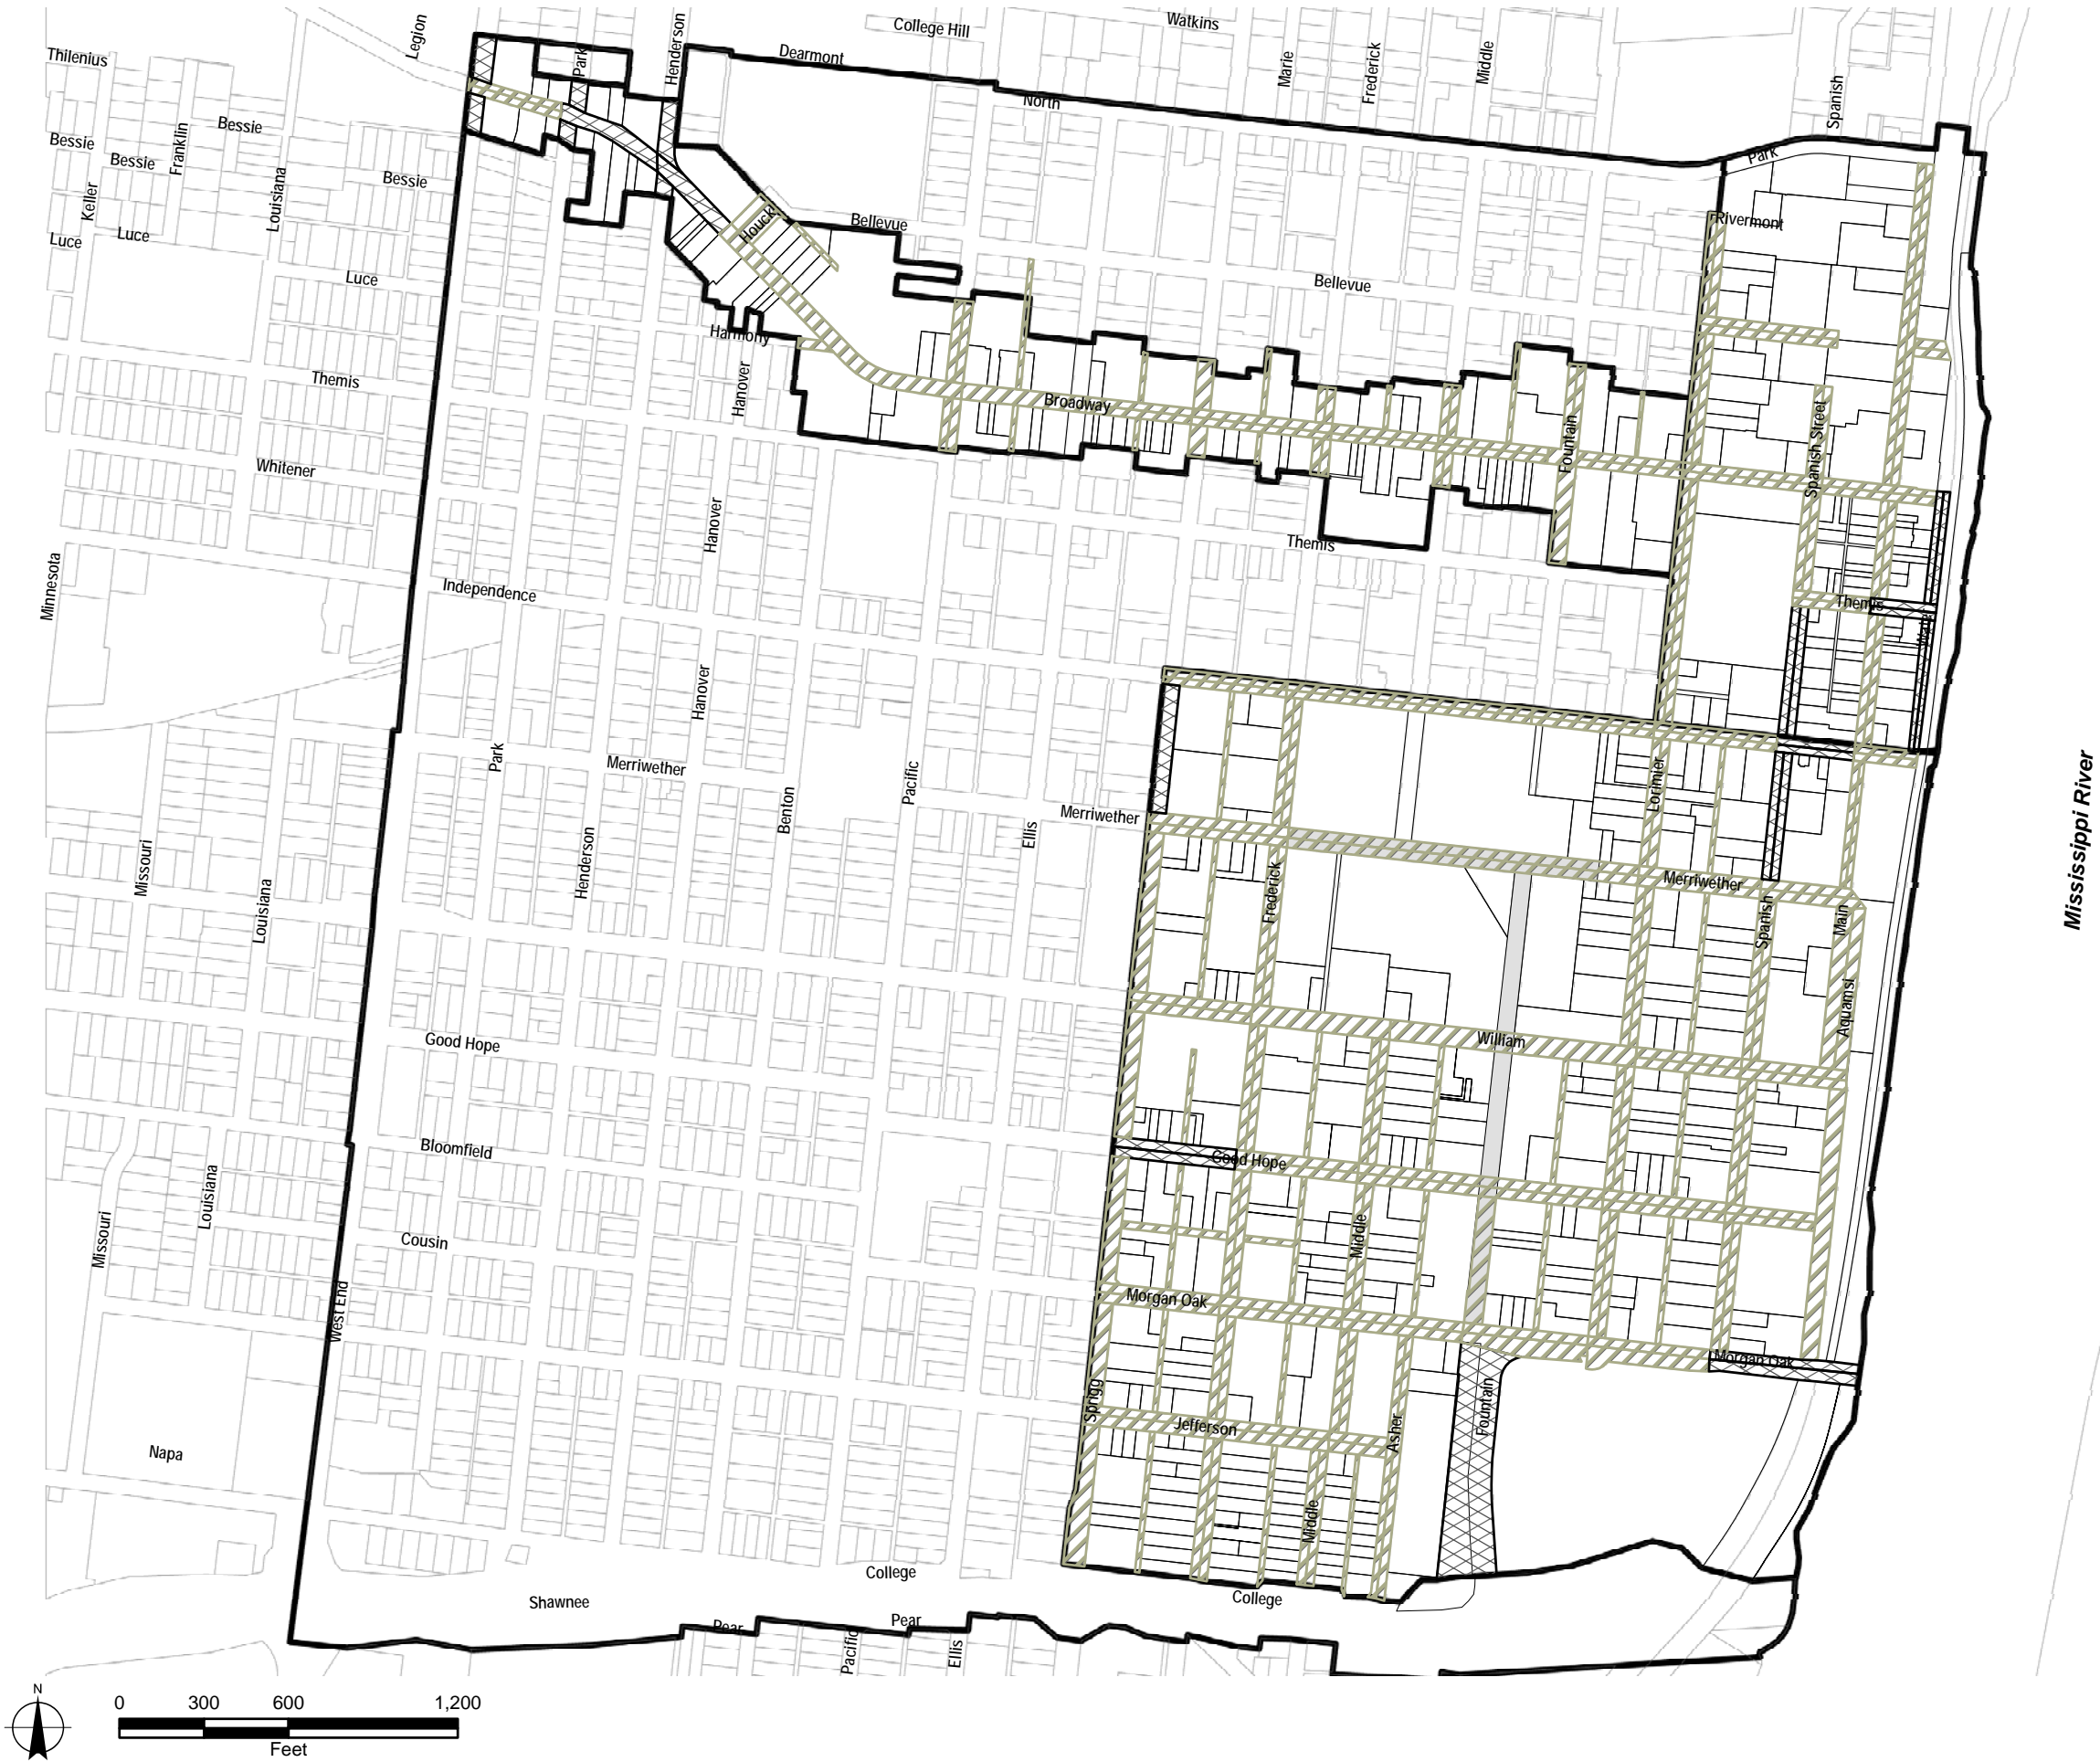 Legion
Park
Henderson
College Hill
Watkins
Dearmont
Marie
Frederick
Middle
Spanish
Thilenius
North
Bessie
Bessie
Bessie
Franklin
Bessie
Park
Keller
Louisiana
Luce
Luce
Houck
Bellevue
Rivermont
Luce
Bellevue
Harmony
Themis
Hanover
Broadway
Fountain
Spanish Street
Whitener
Hanover
Themis
Minnesota
Independence
Themis
Water
Hanover
Park
Merriwether
Pacific
Lorimier
Mississippi River
Benton
Merriwether
Ellis
Missouri
Henderson
Louisiana
Frederick
Merriwether
Spanish
Main
Aquamsi
Good Hope
William
Bloomfield
Good Hope
Louisiana
Missouri
Cousin
Middle
West End
Morgan Oak
Morgan Oak
Sprigg
Jefferson
Asher
Fountain
Napa
Middle
College
College
Shawnee
Pear
Pear
Pacific
Ellis
N
0 300 600 1,200
Feet